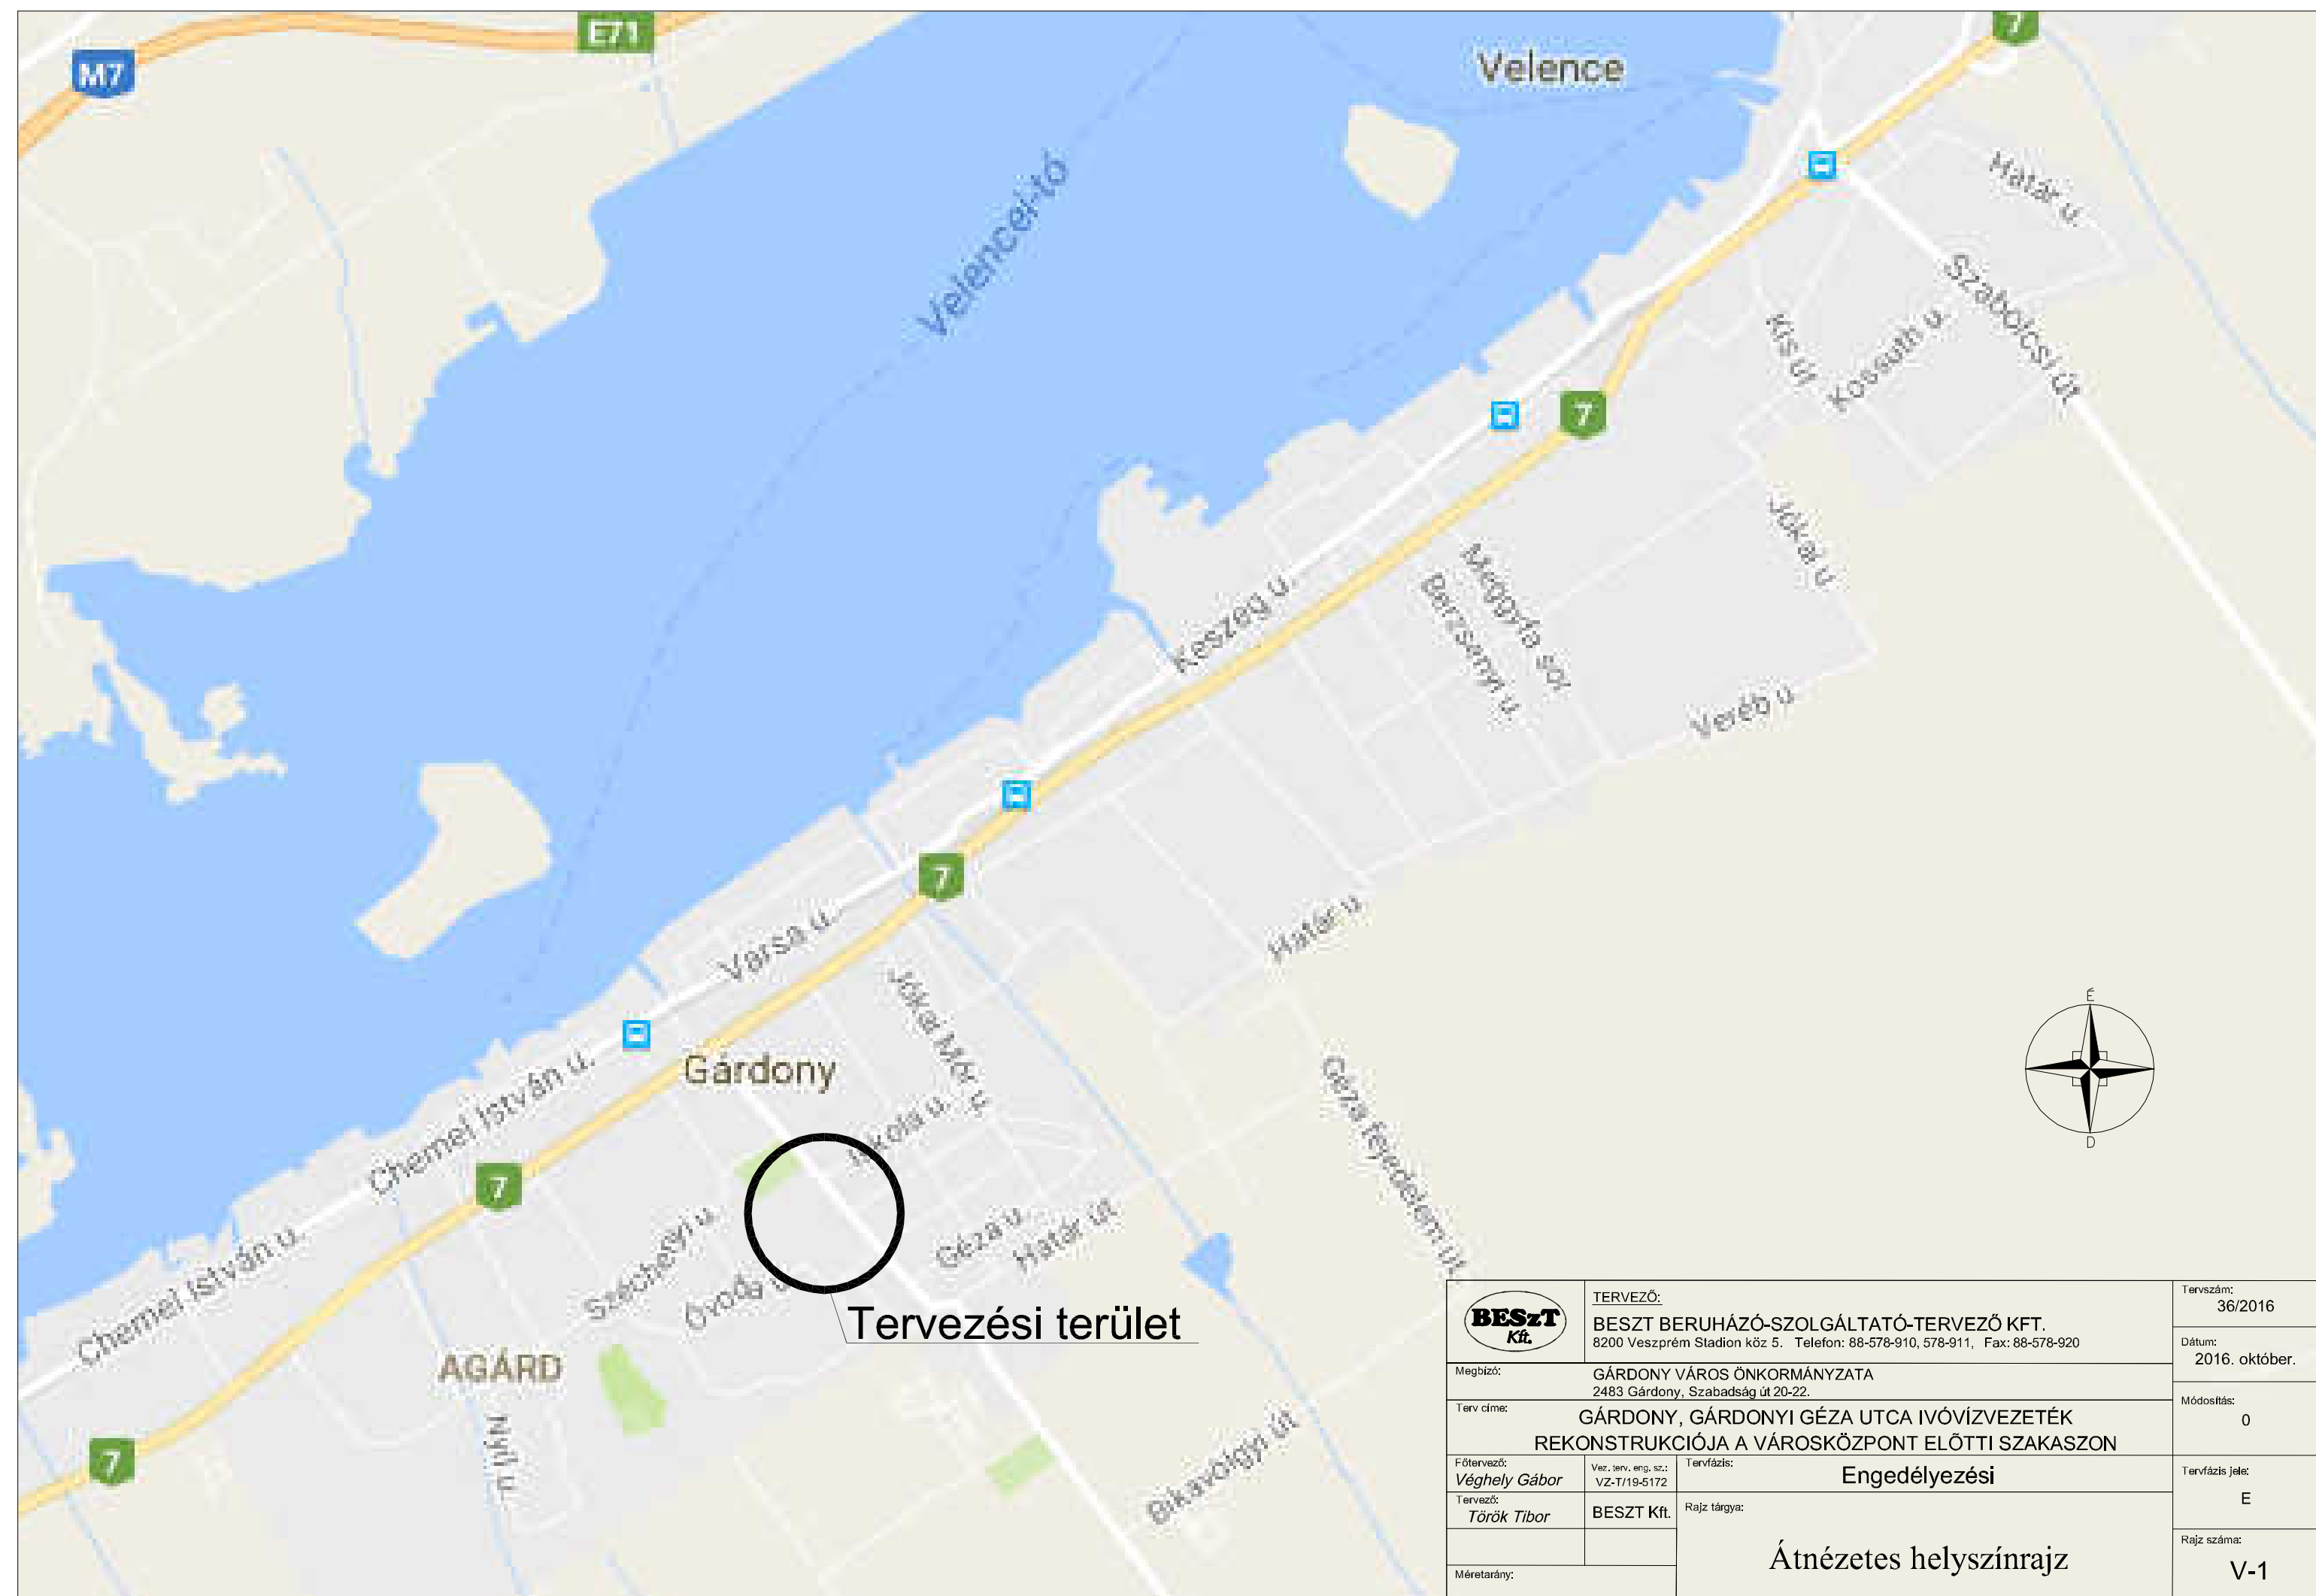 E71
7
M7
Velence
Velencei-tó
Határ u.
Szabolcsi út
Kis út
Kossuth u.
7
Jókai u.
Meggyfa sor
Berzsenyi u.
Keszeg u.
Veréb u.
7
Varsa u.
Határ u.
Jókai Mór u.
É
Gárdony
Chernel István u.
Iskola u.
Géza fejedelem út
D
7
Széchenyi u.
Óvoda u.
Géza u.
Határ út
Chernel István u.
Tervezési terület
AGÁRD
Nyíl u.
7
Bikavölgyi út
BESzT
Kft.
TERVEZŐ:
BESZT BERUHÁZÓ-SZOLGÁLTATÓ-TERVEZŐ KFT.
8200 Veszprém Stadion köz 5. Telefon: 88-578-910, 578-911, Fax: 88-578-920
Tervszám:
36/2016
Dátum:
2016. október.
Megbízó:
GÁRDONY VÁROS ÖNKORMÁNYZATA
2483 Gárdony, Szabadság út 20-22.
Módosítás:
0
Terv címe:
GÁRDONY, GÁRDONYI GÉZA UTCA IVÓVÍZVEZETÉK
REKONSTRUKCIÓJA A VÁROSKÖZPONT ELÕTTI SZAKASZON
Főtervező:
Véghely Gábor
Vez. terv. eng. sz.:
VZ-T/19-5172
Tervfázis:
Engedélyezési
Tervfázis jele:
E
Tervező:
Török Tibor
BESZT Kft.
Rajz tárgya:
Átnézetes helyszínrajz
Rajz száma:
V-1
Méretarány: